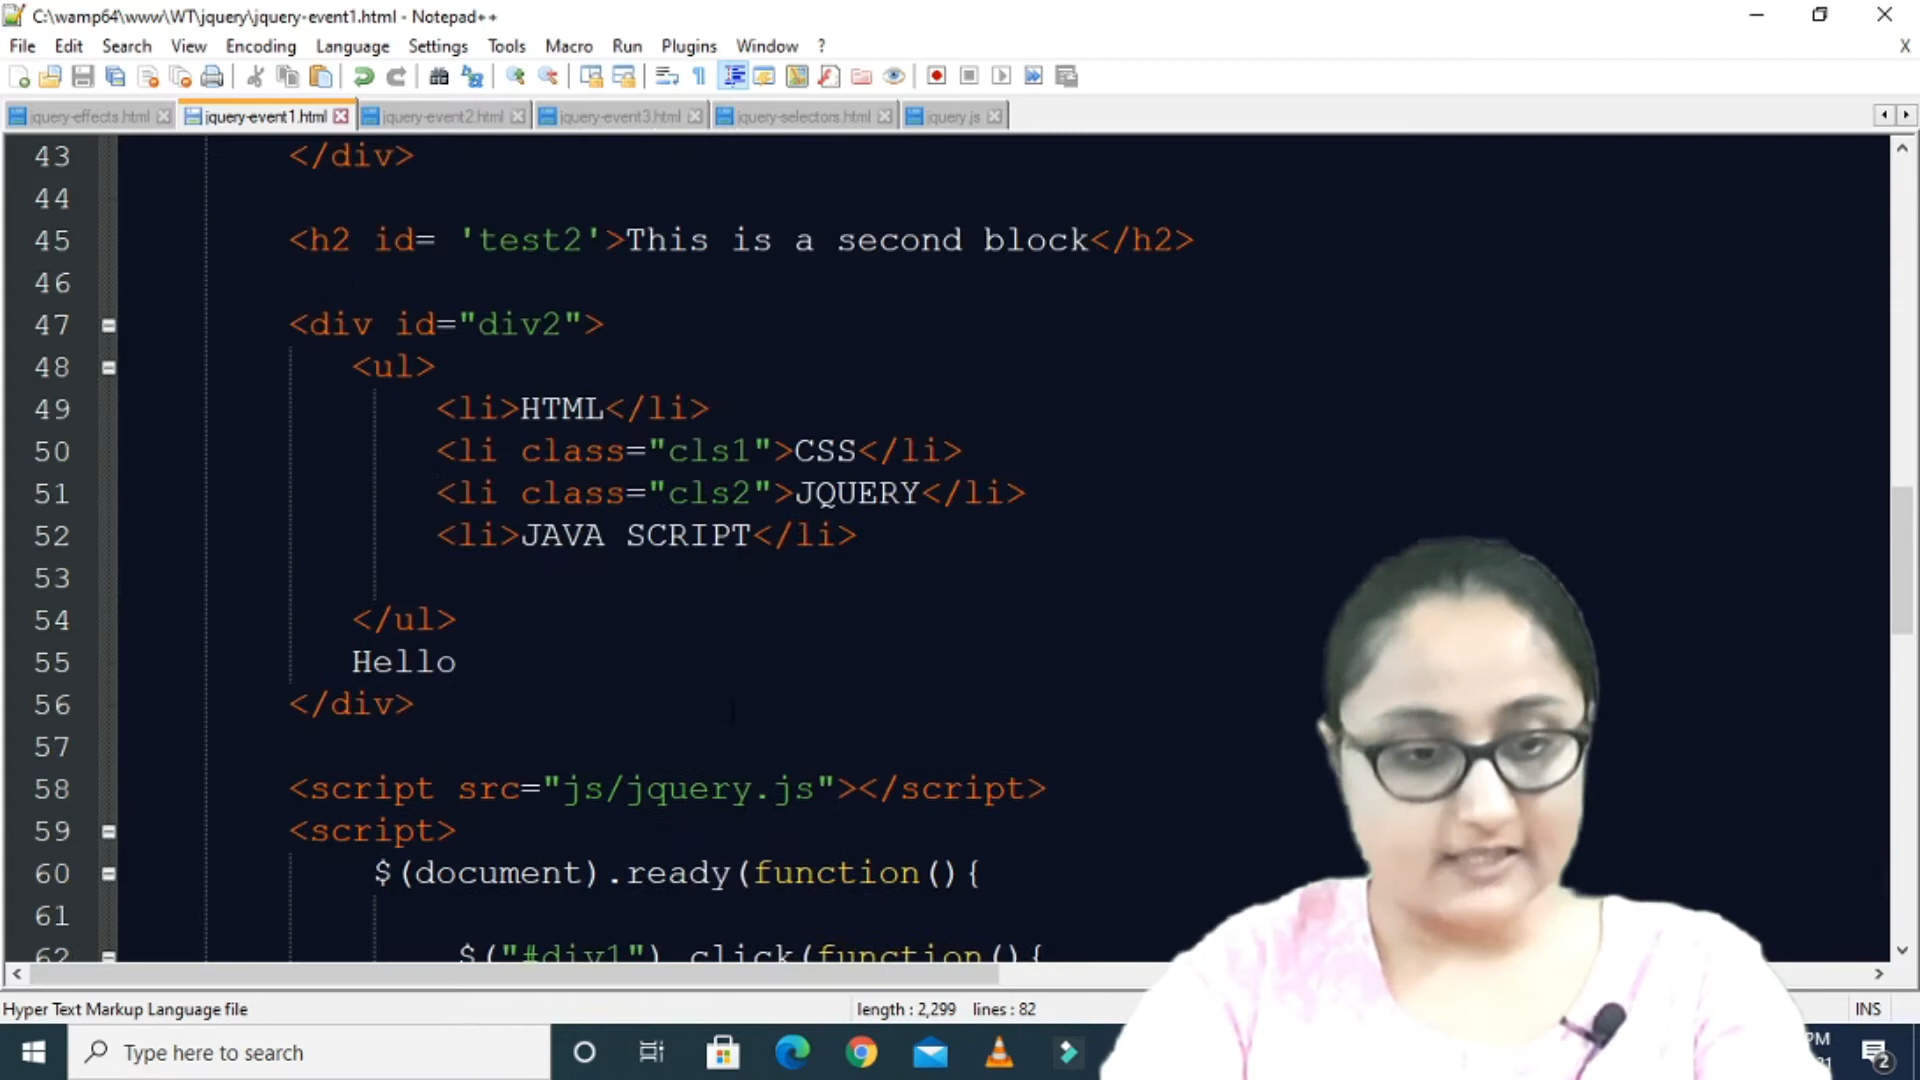 C:\wamp64\www\WT\jquery\jquery-event1.html - Notepad++
File Edit Search View Encoding Language Settings Tools Macro Run Plugins Window ? X
jquery-effects.html jquery-event1.html jquery-event2.html jquery-event3.html jquery-selectors.html jquery.js
43 </div>
44
45 <h2 id= 'test2'>This is a second block</h2>
46
47 <div id="div2">
48 <ul>
49 <li>HTML</li>
50 <li class="cls1">CSS</li>
51 <li class="cls2">JQUERY</li>
52 <li>JAVA SCRIPT</li>
53
54 </ul>
55 Hello
56 </div>
57
58 <script src="js/jquery.js"></script>
59 <script>
60 $(document).ready(function(){
61
62 $("#div1").click(function(){
Hyper Text Markup Language file length : 2,299 lines : 82 INS
Type here to search
PM
2